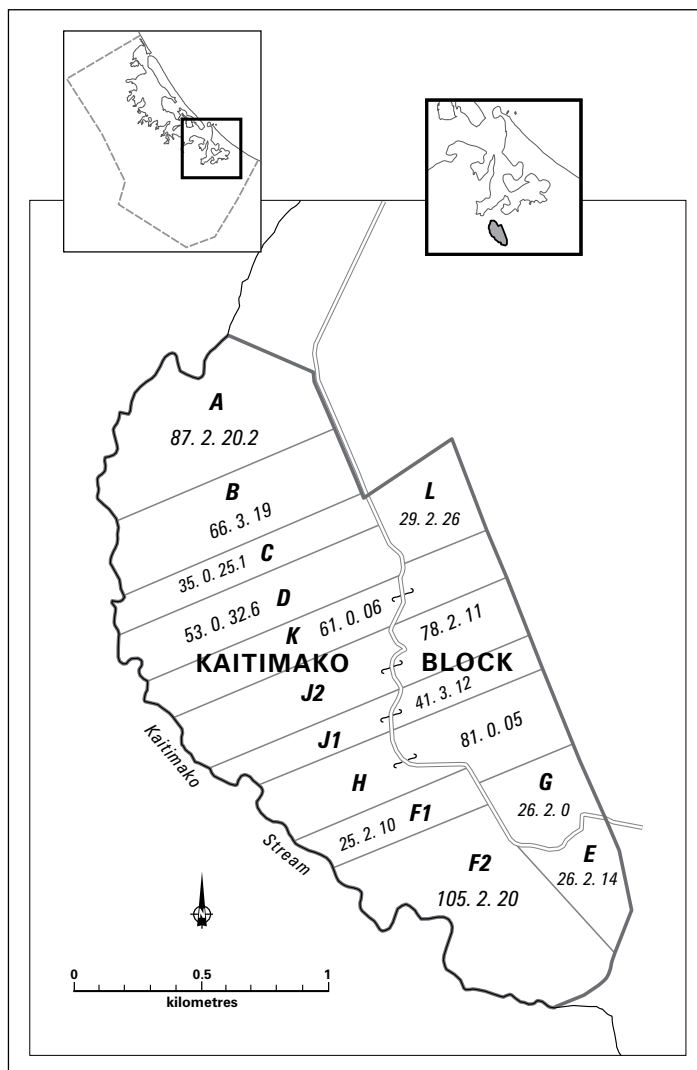 A
87. 2. 20.2
B
66. 3. 19
L
29. 2. 26
C
35. 0. 25.1
D
53. 0. 32.6
K
61. 0. 06
78. 2. 11
KAITIMAKO BLOCK
J2
41. 3. 12
J1
81. 0. 05
H
G
26. 2. 0
F1
25. 2. 10
E
26. 2. 14
F2
105. 2. 20
Kaitimako
Stream
0 0.5 1
kilometres